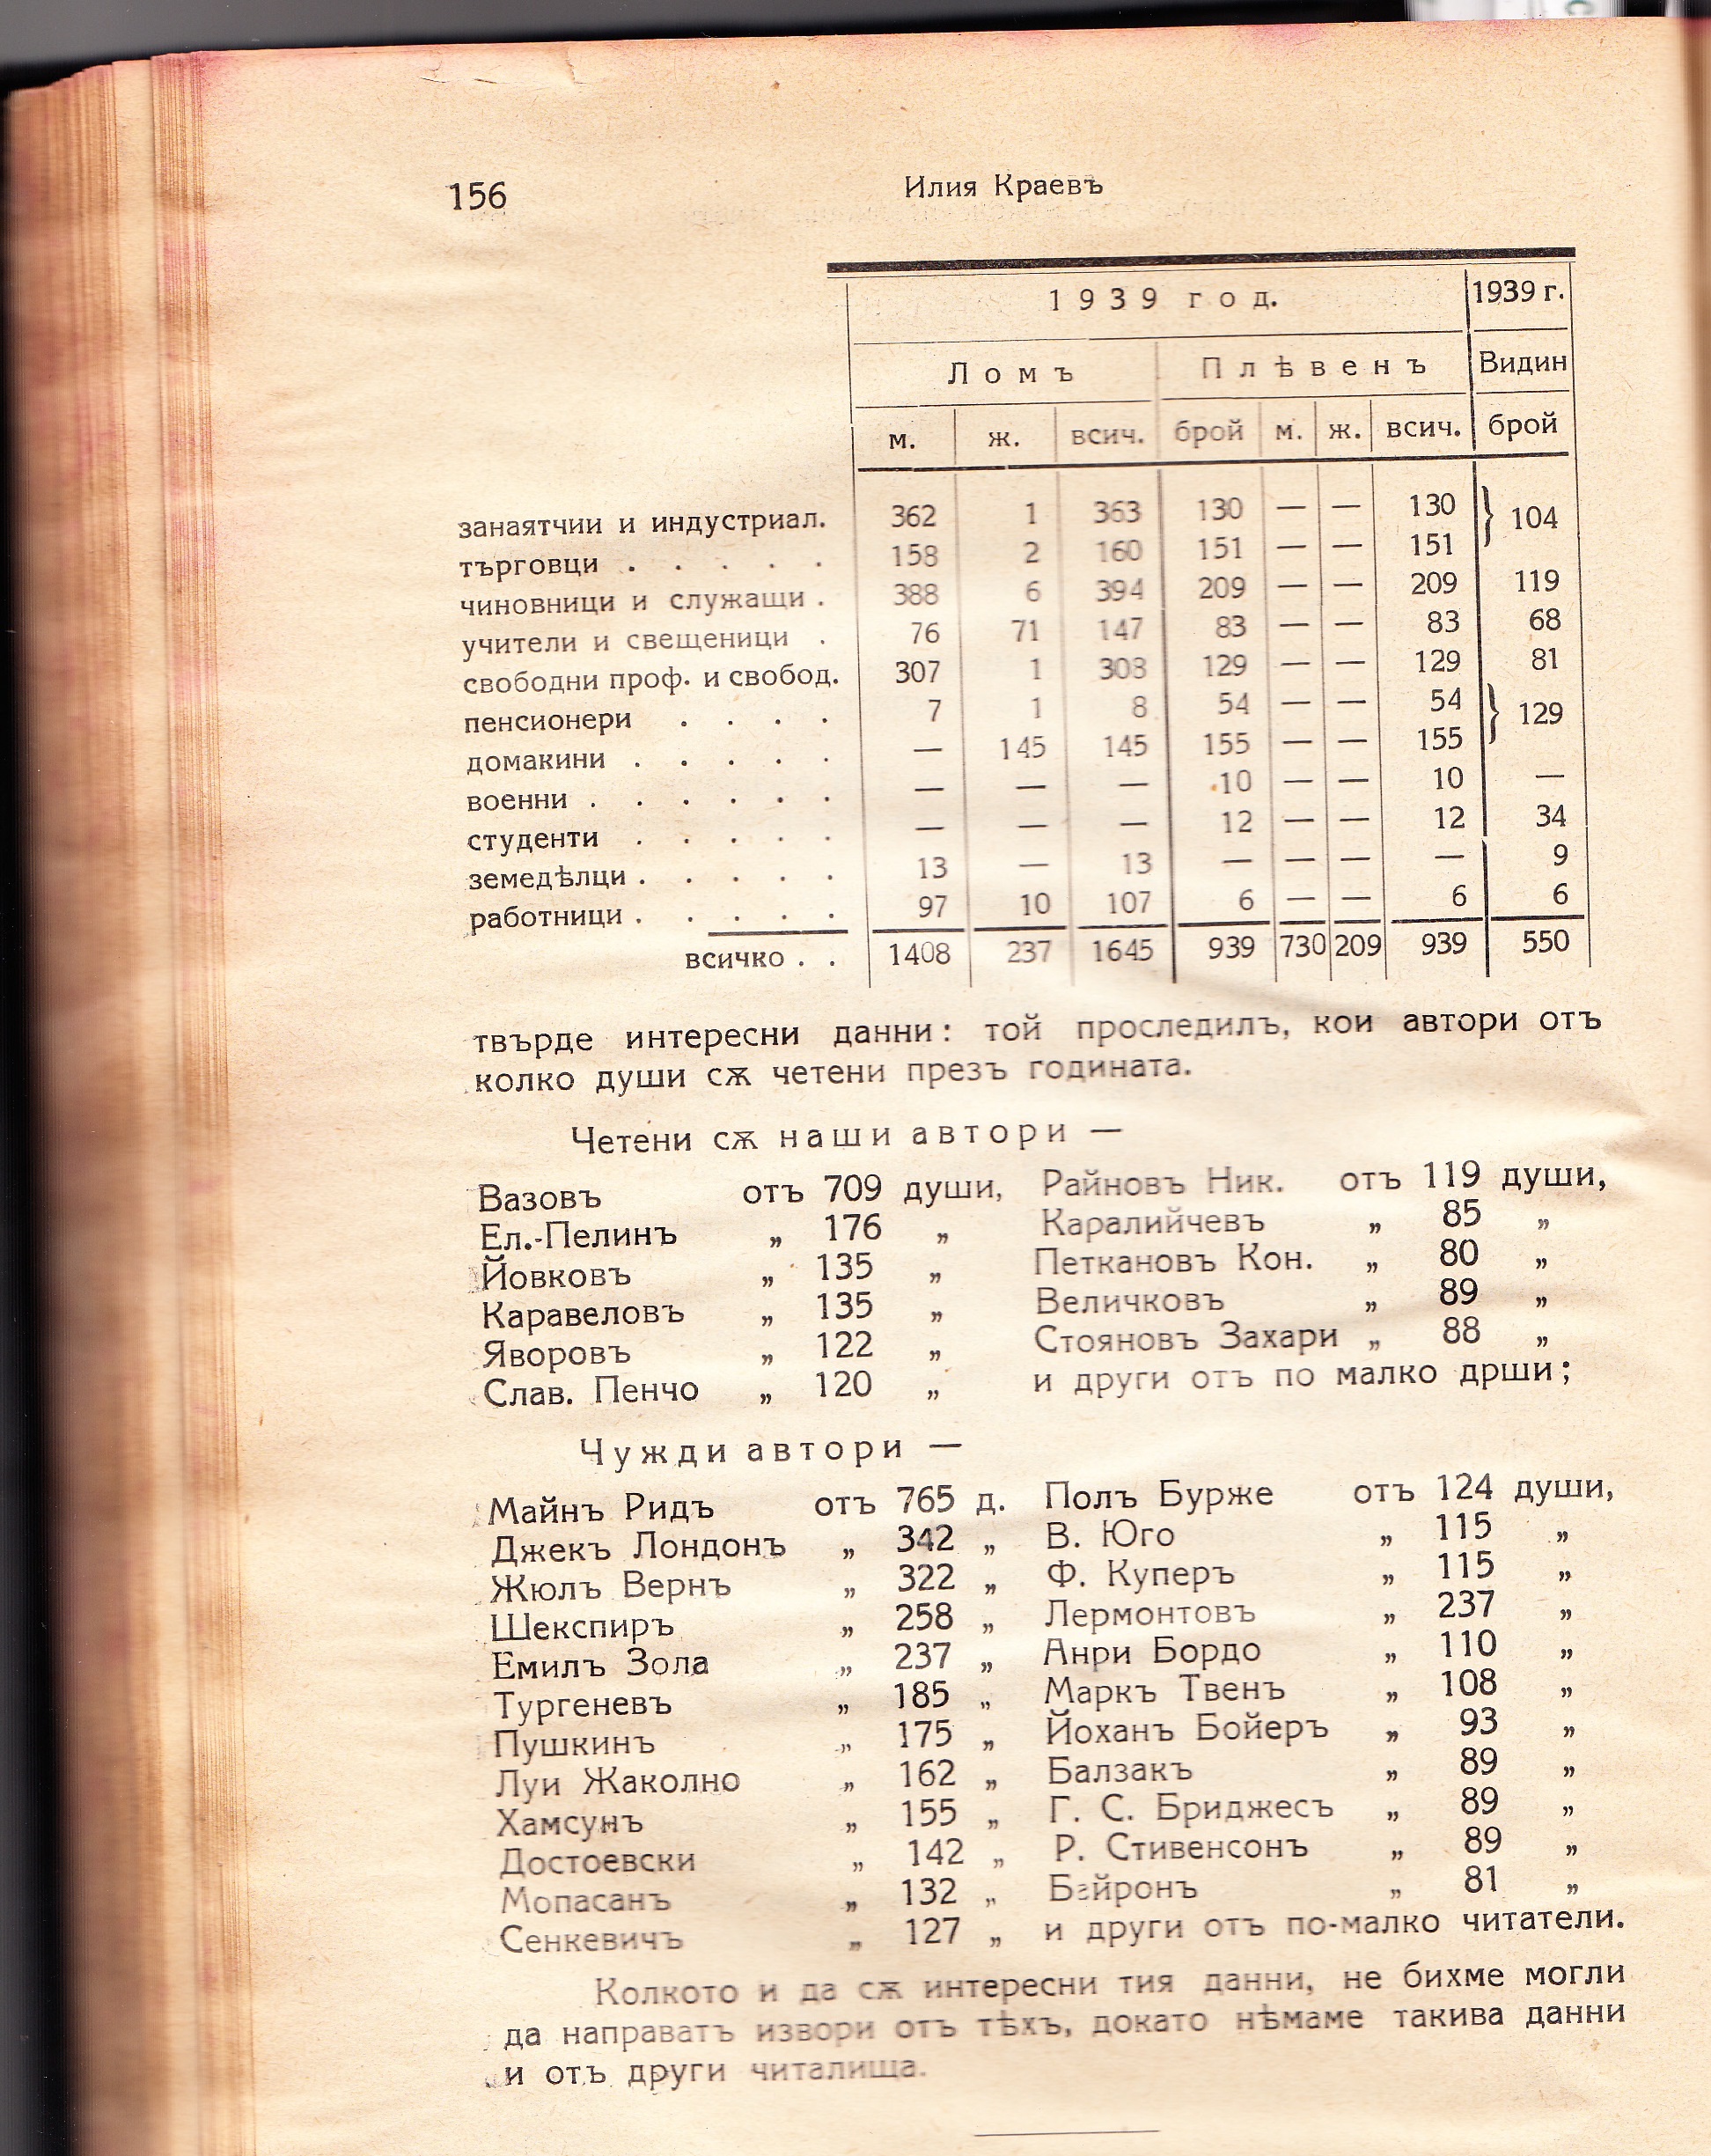 156 Илия Краевъ
1939 год. 1939 г.
Ломъ Плѣвенъ Видин
м. ж. всич. брой м. ж. всич. брой
занаятчии и индустриал. 362 1 363 130 — — 130 } 104
търговци . . . . . 158 2 160 151 — — 151
чиновници и служащи . 388 6 394 209 — — 209 119
учители и свещеници . 76 71 147 83 — — 83 68
свободни проф. и свобод. 307 1 308 129 — — 129 81
пенсионери . . . . 7 1 8 54 — — 54 } 129
домакини . . . . . — 145 145 155 — — 155
военни . . . . . . — — — 10 — — 10 —
студенти . . . . . — — — 12 — — 12 34
земедѣлци . . . . . 13 — 13 — — — — 9
работници . . . . . 97 10 107 6 — — 6 6
всичко . . 1408 237 1645 939 730 209 939 550
твърде интересни данни: той проследилъ, кои автори отъ
колко души сѫ четени презъ годината.
Четени сѫ наши автори —
Вазовъ отъ 709 души, Райновъ Ник. отъ 119 души,
Ел.-Пелинъ „ 176 „ Каралийчевъ „ 85 „
Йовковъ „ 135 „ Петкановъ Кон. „ 80 „
Каравеловъ „ 135 „ Величковъ „ 89 „
Яворовъ „ 122 „ Стояновъ Захари „ 88 „
Слав. Пенчо „ 120 „ и други отъ по малко дрши;
Чужди автори —
Майнъ Ридъ отъ 765 д. Полъ Бурже отъ 124 души,
Джекъ Лондонъ „ 342 „ В. Юго „ 115 „
Жюлъ Вернъ „ 322 „ Ф. Куперъ „ 115 „
Шекспиръ „ 258 „ Лермонтовъ „ 237 „
Емилъ Зола „ 237 „ Анри Бордо „ 110 „
Тургеневъ „ 185 „ Маркъ Твенъ „ 108 „
Пушкинъ „ 175 „ Йоханъ Бойеръ „ 93 „
Луи Жаколно „ 162 „ Балзакъ „ 89 „
Хамсунъ „ 155 „ Г. С. Бриджесъ „ 89 „
Достоевски „ 142 „ Р. Стивенсонъ „ 89 „
Мопасанъ „ 132 „ Байронъ „ 81 „
Сенкевичъ „ 127 „ и други отъ по-малко читатели.
Колкото и да сѫ интересни тия данни, не бихме могли
да направатъ извори отъ тѣхъ, докато нѣмаме такива данни
и отъ други читалища.